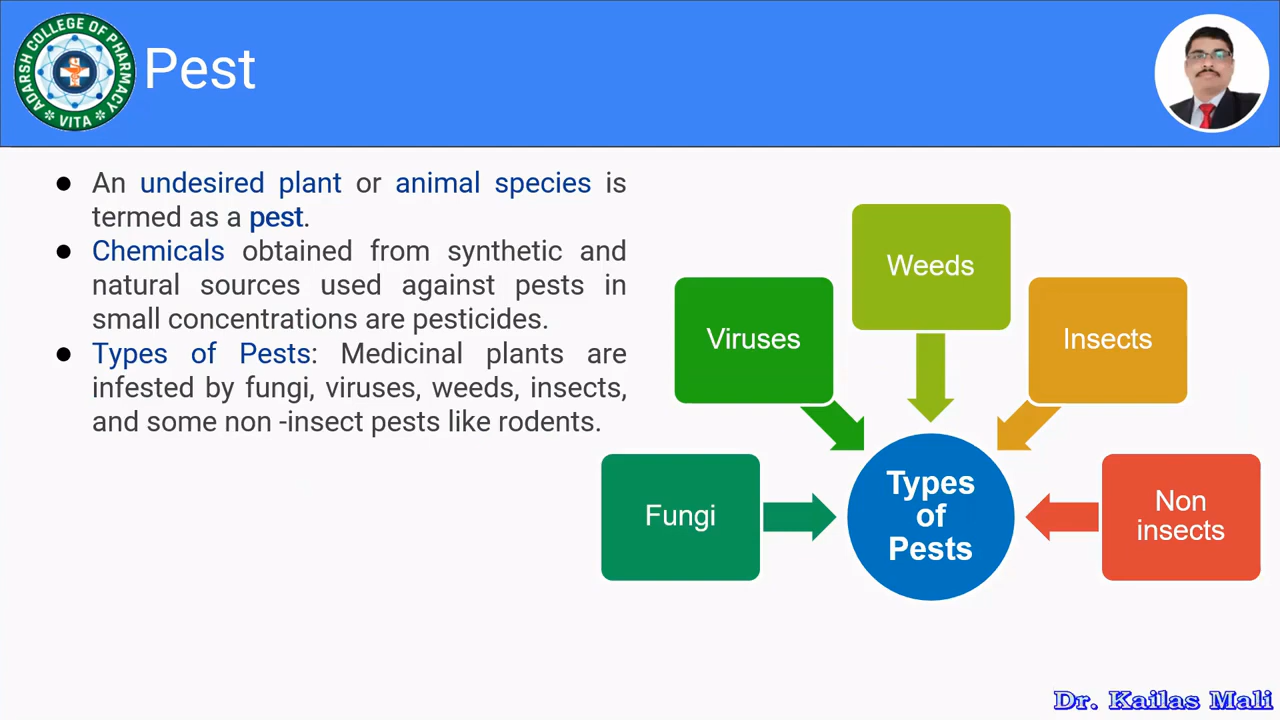 ADARSH COLLEGE OF PHARMACY
VITA
Pest
● An undesired plant or animal species is
termed as a pest.
● Chemicals obtained from synthetic and
natural sources used against pests in
small concentrations are pesticides.
● Types of Pests: Medicinal plants are
infested by fungi, viruses, weeds, insects,
and some non -insect pests like rodents.
Weeds
Viruses
Insects
Fungi
Types
of
Pests
Non
insects
Dr. Kailas Mali